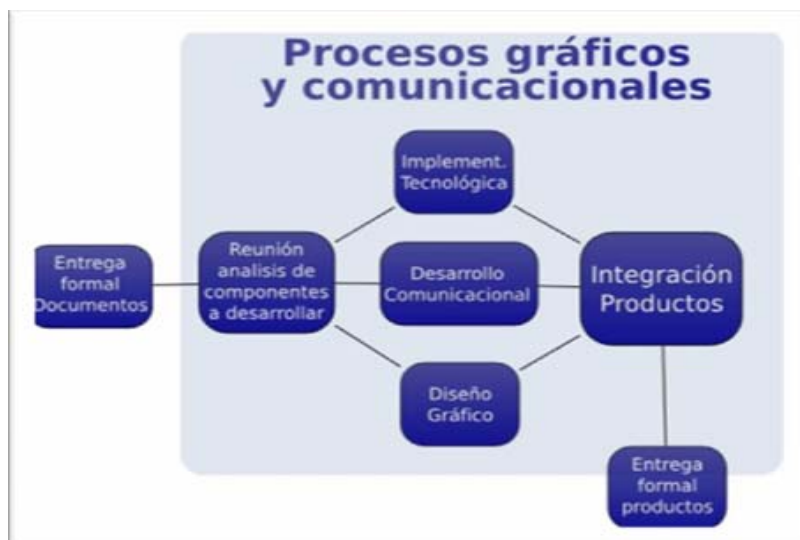 Procesos gráficos
y comunicacionales
Implement.
Tecnológica
Entrega
formal
Documentos
Reunión
analisis de
componentes
a desarrollar
Desarrollo
Comunicacional
Integración
Productos
Diseño
Gráfico
Entrega
formal
productos